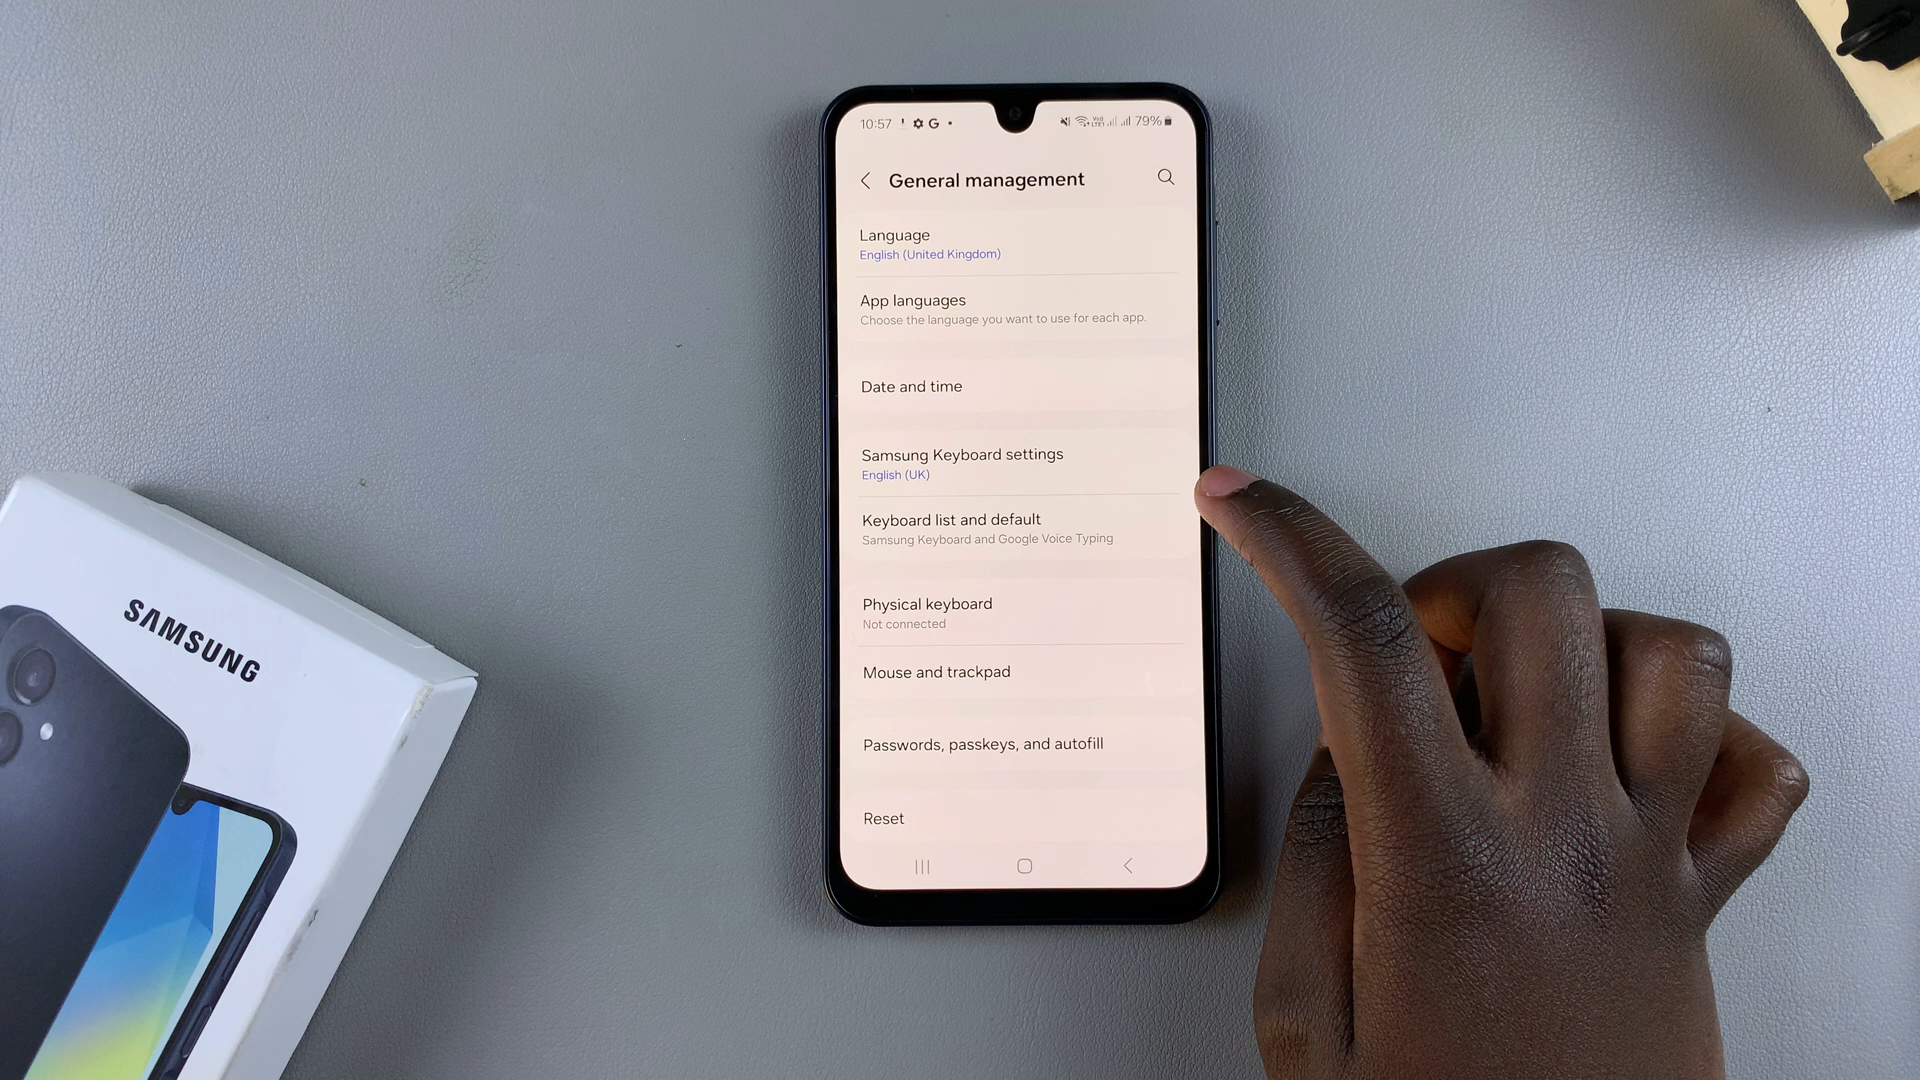 10:57
79%
General management
Language
English (United Kingdom)
App languages
Choose the language you want to use for each app.
Date and time
Samsung Keyboard settings
English (UK)
Keyboard list and default
Samsung Keyboard and Google Voice Typing
Physical keyboard
Not connected
Mouse and trackpad
Passwords, passkeys, and autofill
Reset
SAMSUNG